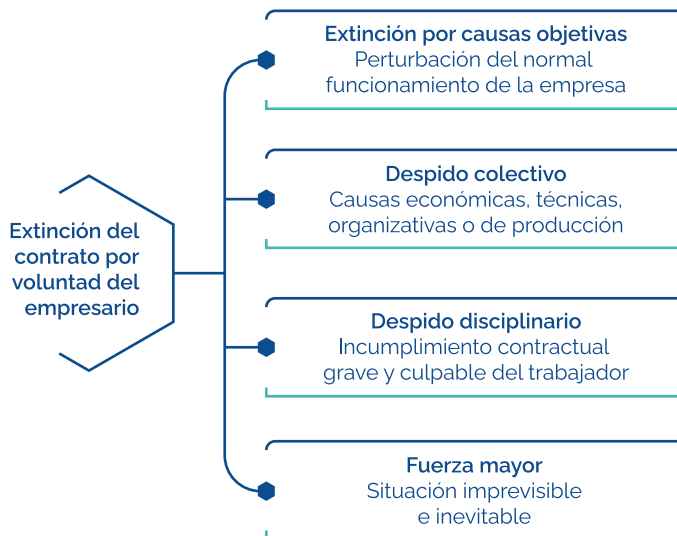 Extinción del
contrato por
voluntad del
empresario
Extinción por causas objetivas
Perturbación del normal
funcionamiento de la empresa
Despido colectivo
Causas económicas, técnicas,
organizativas o de producción
Despido disciplinario
Incumplimiento contractual
grave y culpable del trabajador
Fuerza mayor
Situación imprevisible
e inevitable